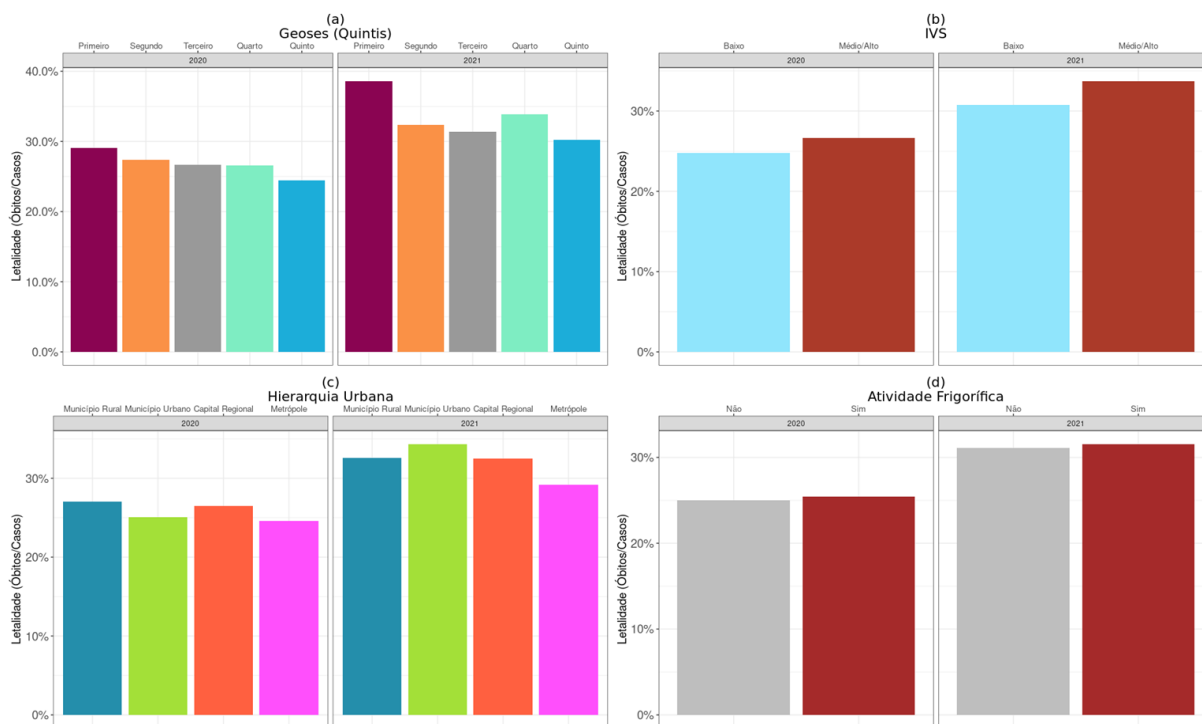 (a)
Geoses (Quintis)
Primeiro Segundo Terceiro Quarto Quinto Primeiro Segundo Terceiro Quarto Quinto
2020 2021
40.0%
30.0%
20.0%
10.0%
0.0%
Letalidade (Óbitos/Casos)
(b)
IVS
Baixo Médio/Alto Baixo Médio/Alto
2020 2021
30%
20%
10%
0%
Letalidade (Óbitos/Casos)
(c)
Hierarquia Urbana
Município Rural Município Urbano Capital Regional Metrópole Município Rural Município Urbano Capital Regional Metrópole
2020 2021
30%
20%
10%
0%
Letalidade (Óbitos/Casos)
(d)
Atividade Frigorífica
Não Sim Não Sim
2020 2021
30%
20%
10%
0%
Letalidade (Óbitos/Casos)